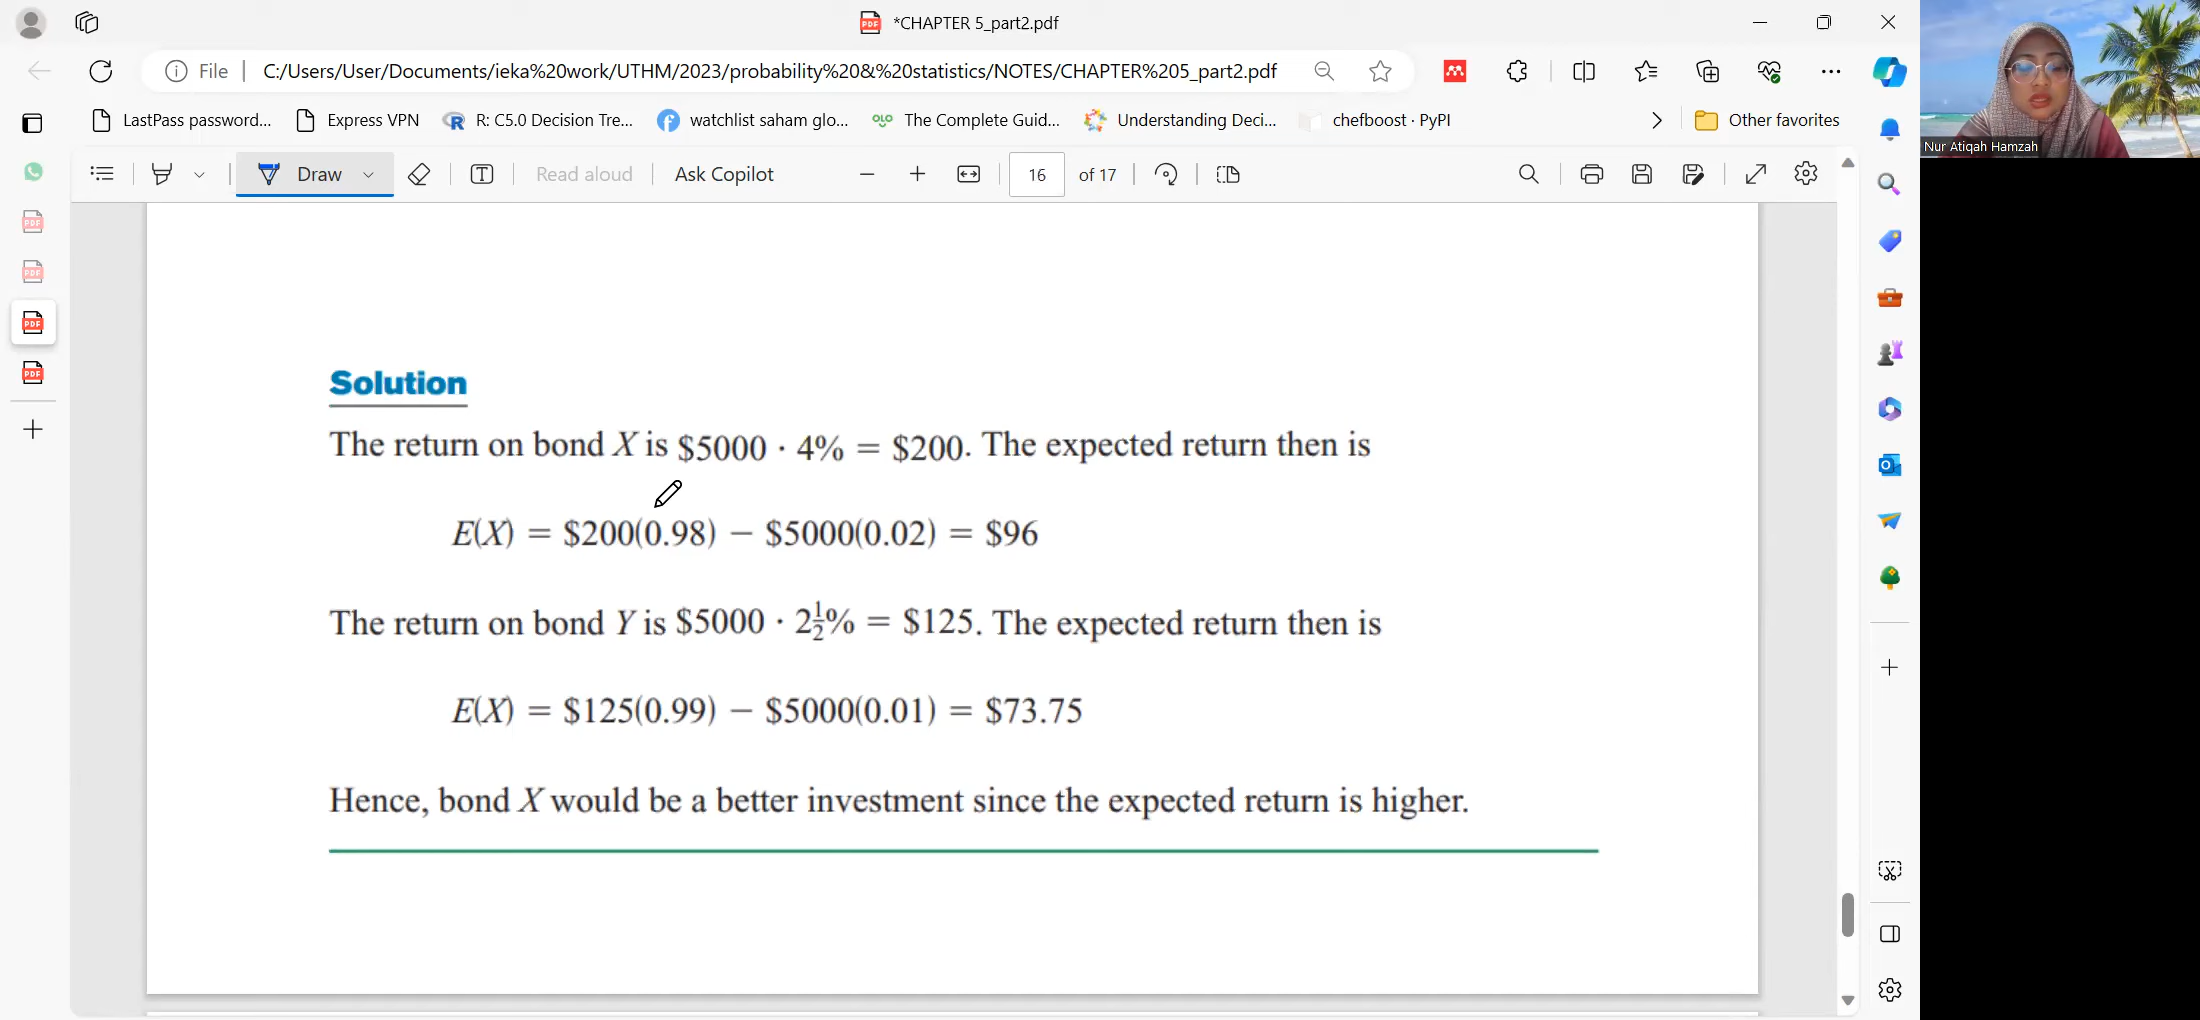 *CHAPTER 5_part2.pdf
File
C:/Users/User/Documents/ieka%20work/UTHM/2023/probability%20&%20statistics/NOTES/CHAPTER%205_part2.pdf
LastPass password...
Express VPN
R: C5.0 Decision Tre...
watchlist saham glo...
The Complete Guid...
Understanding Deci...
chefboost · PyPI
Other favorites
Draw
Read aloud
Ask Copilot
16 of 17
Nur Atiqah Hamzah
Solution
The return on bond X is $5000 · 4% = $200. The expected return then is
E(X) = $200(0.98) − $5000(0.02) = $96
The return on bond Y is $5000 · 2½% = $125. The expected return then is
E(X) = $125(0.99) − $5000(0.01) = $73.75
Hence, bond X would be a better investment since the expected return is higher.